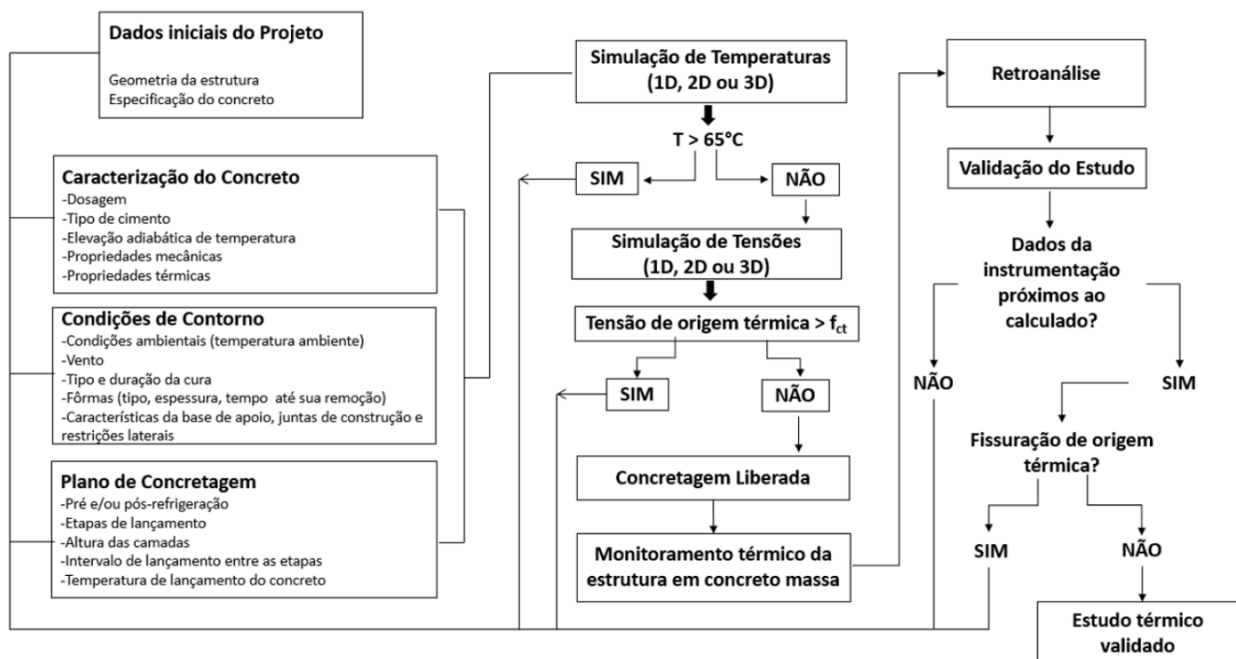 Dados iniciais do Projeto
Geometria da estrutura
Especificação do concreto
Caracterização do Concreto
-Dosagem
-Tipo de cimento
-Elevação adiabática de temperatura
-Propriedades mecânicas
-Propriedades térmicas
Condições de Contorno
-Condições ambientais (temperatura ambiente)
-Vento
-Tipo e duração da cura
-Fôrmas (tipo, espessura, tempo até sua remoção)
-Características da base de apoio, juntas de construção e
restrições laterais
Plano de Concretagem
-Pré e/ou pós-refrigeração
-Etapas de lançamento
-Altura das camadas
-Intervalo de lançamento entre as etapas
-Temperatura de lançamento do concreto
Simulação de Temperaturas
(1D, 2D ou 3D)
T > 65°C
SIM
NÃO
Simulação de Tensões
(1D, 2D ou 3D)
Tensão de origem térmica > fct
SIM
NÃO
Concretagem Liberada
Monitoramento térmico da
estrutura em concreto massa
Retroanálise
Validação do Estudo
Dados da
instrumentação
próximos ao
calculado?
NÃO
SIM
Fissuração de origem
térmica?
SIM
NÃO
Estudo térmico
validado